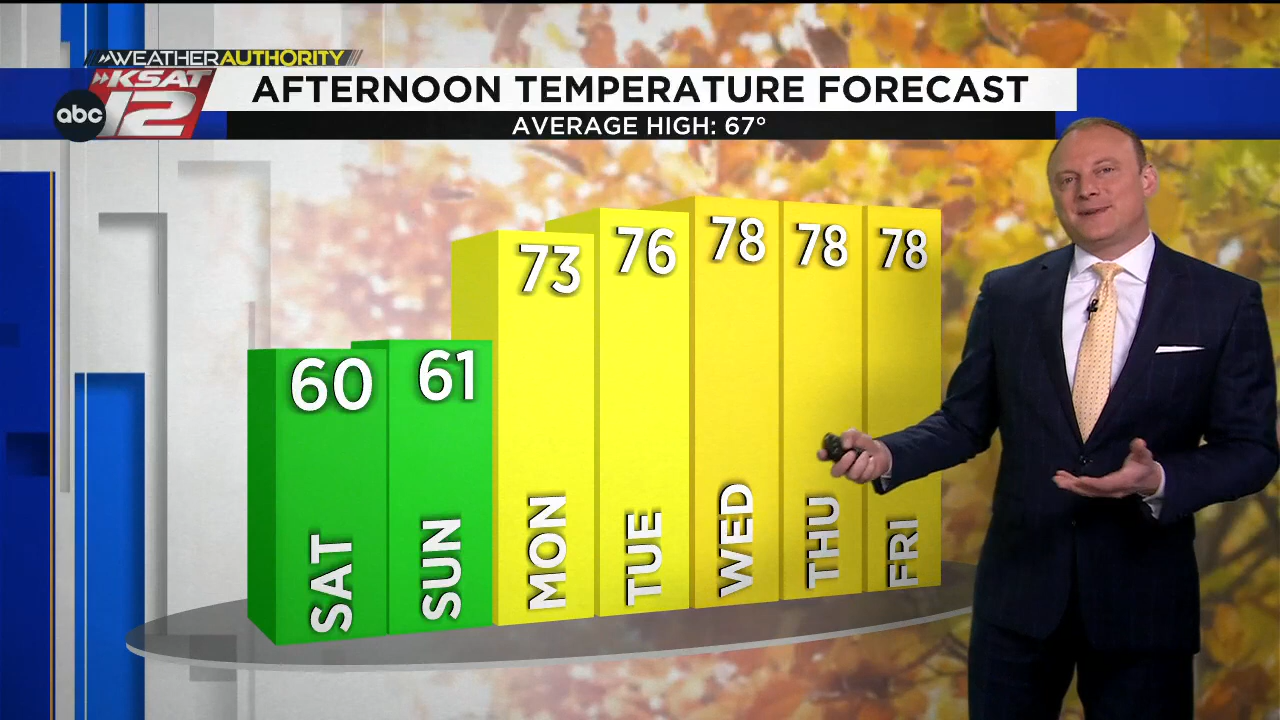 WEATHERAUTHORITY
KSAT
abc 12
AFTERNOON TEMPERATURE FORECAST
AVERAGE HIGH: 67°
60 61 73 76 78 78 78
SAT SUN MON TUE WED THU FRI